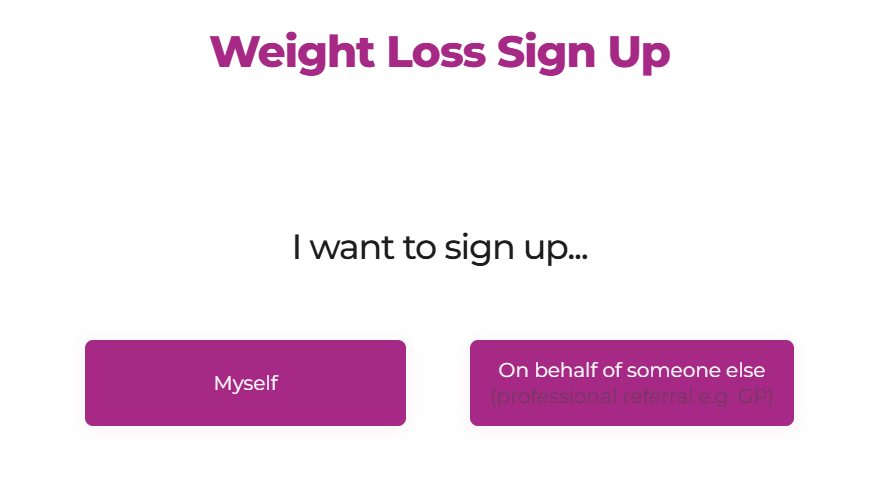 Weight Loss Sign Up
I want to sign up...
Myself
On behalf of someone else
(professional referral e.g. GP)